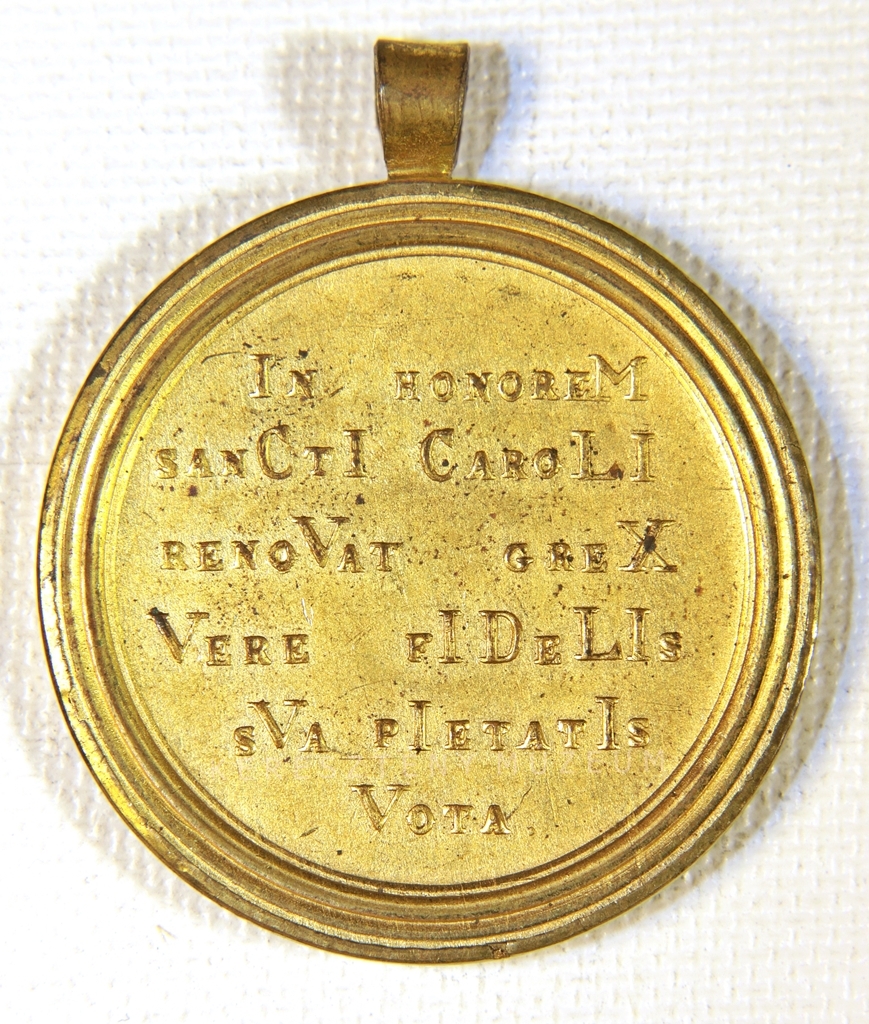 In honoreM
sanCtI CaroLI
renoVat greX
Vere fIDeLIs
sVa pIetatIs
Vota